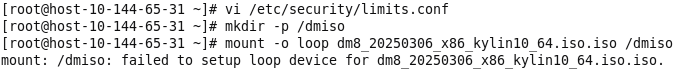 [root@host-10-144-65-31 ~]# vi /etc/security/limits.conf
[root@host-10-144-65-31 ~]# mkdir -p /dmiso
[root@host-10-144-65-31 ~]# mount -o loop dm8_20250306_x86_kylin10_64.iso.iso /dmiso
mount: /dmiso: failed to setup loop device for dm8_20250306_x86_kylin10_64.iso.iso.